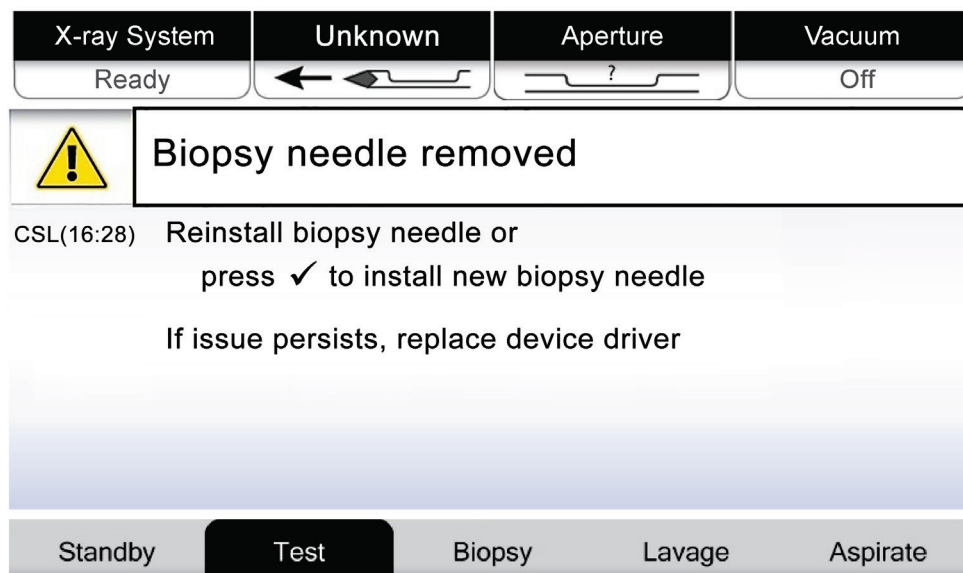 X-ray System Unknown Aperture Vacuum
Ready ? Off
Biopsy needle removed
CSL(16:28) Reinstall biopsy needle or
press ✓ to install new biopsy needle
If issue persists, replace device driver
Standby Test Biopsy Lavage Aspirate